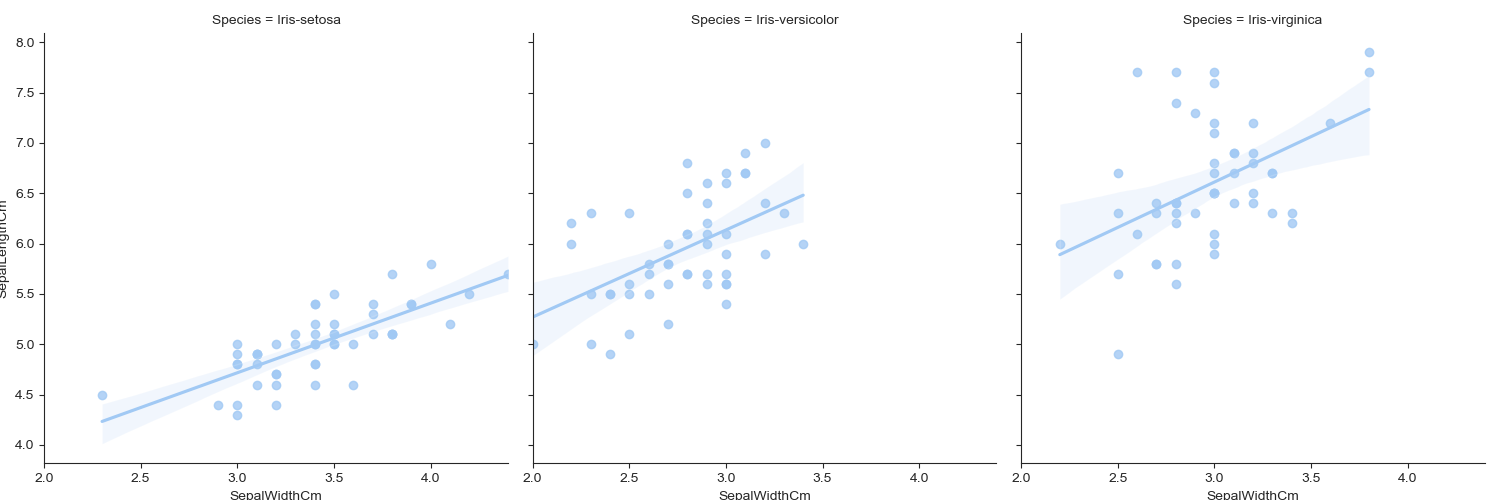 Species = Iris-setosa
Species = Iris-versicolor
Species = Iris-virginica
8.0
7.5
7.0
6.5
6.0
5.5
5.0
4.5
4.0
SepalLengthCm
2.0 2.5 3.0 3.5 4.0
2.0 2.5 3.0 3.5 4.0
2.0 2.5 3.0 3.5 4.0
SepalWidthCm
SepalWidthCm
SepalWidthCm